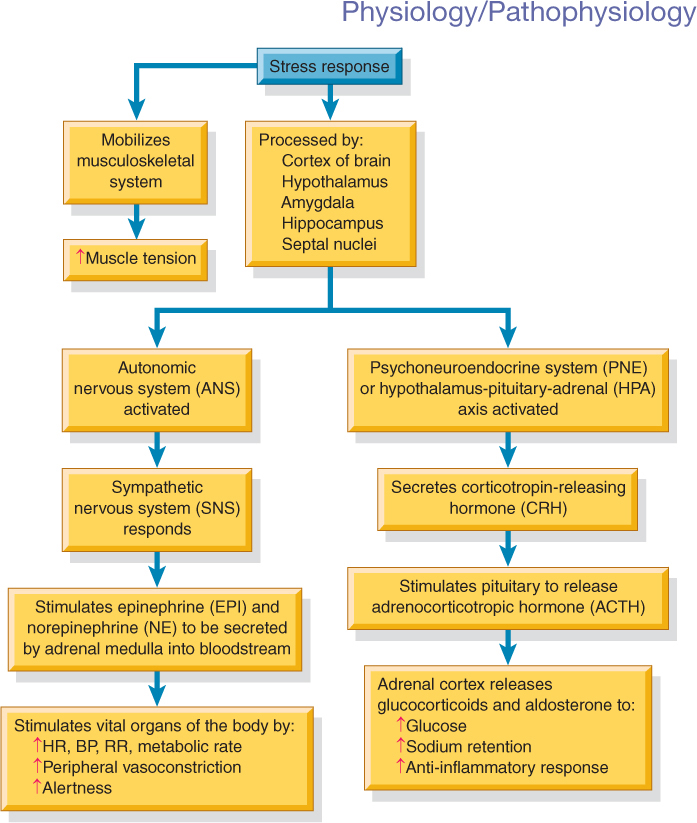 Physiology/Pathophysiology
Stress response
Mobilizes
musculoskeletal
system
↑Muscle tension
Processed by:
Cortex of brain
Hypothalamus
Amygdala
Hippocampus
Septal nuclei
Autonomic
nervous system (ANS)
activated
Sympathetic
nervous system (SNS)
responds
Stimulates epinephrine (EPI) and
norepinephrine (NE) to be secreted
by adrenal medulla into bloodstream
Stimulates vital organs of the body by:
↑HR, BP, RR, metabolic rate
↑Peripheral vasoconstriction
↑Alertness
Psychoneuroendocrine system (PNE)
or hypothalamus-pituitary-adrenal (HPA)
axis activated
Secretes corticotropin-releasing
hormone (CRH)
Stimulates pituitary to release
adrenocorticotropic hormone (ACTH)
Adrenal cortex releases
glucocorticoids and aldosterone to:
↑Glucose
↑Sodium retention
↑Anti-inflammatory response